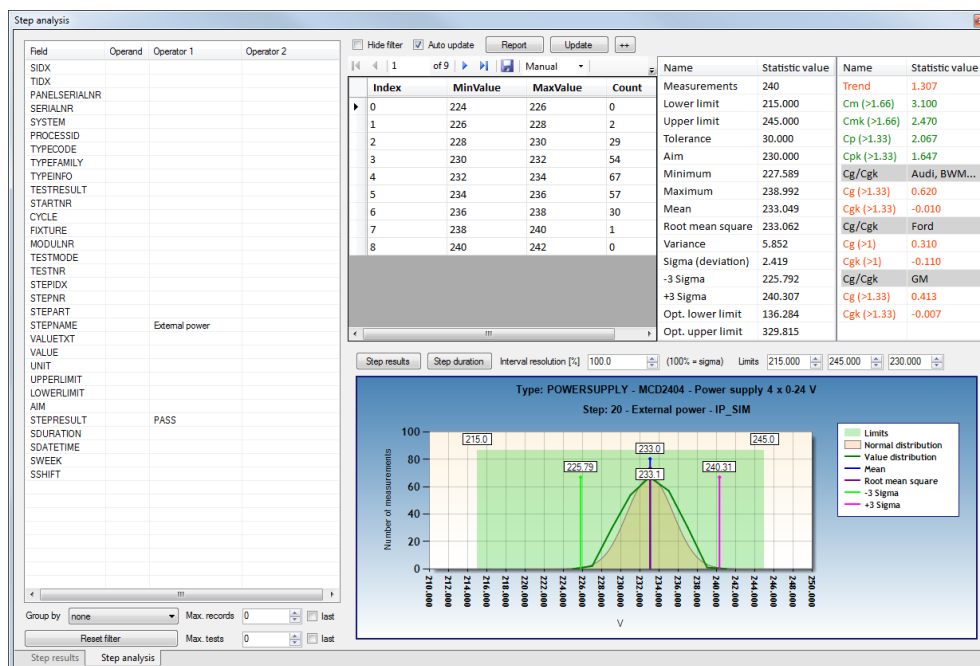 Step analysis
Field Operand Operator 1 Operator 2
SIDX
TIDX
PANELSERIALNR
SERIALNR
SYSTEM
PROCESSID
TYPECODE
TYPEFAMILY
TYPEINFO
TESTRESULT
STARTNR
CYCLE
FIXTURE
MODULNR
TESTMODE
TESTNR
STEPIDX
STEPNR
STEPART
STEPNAME External power
VALUETXT
VALUE
UNIT
UPPERLIMIT
LOWERLIMIT
AIM
STEPRESULT PASS
SDURATION
SDATETIME
SWEEK
SSHIFT
Group by none Max. records 0 last
Reset filter Max. tests 0 last
Step results Step analysis
Hide filter Auto update Report Update ++
1 of 9 Manual
Index MinValue MaxValue Count
0 224 226 0
1 226 228 2
2 228 230 29
3 230 232 54
4 232 234 67
5 234 236 57
6 236 238 30
7 238 240 1
8 240 242 0
Name Statistic value
Measurements 240
Lower limit 215.000
Upper limit 245.000
Tolerance 30.000
Aim 230.000
Minimum 227.589
Maximum 238.992
Mean 233.049
Root mean square 233.062
Variance 5.852
Sigma (deviation) 2.419
-3 Sigma 225.792
+3 Sigma 240.307
Opt. lower limit 136.284
Opt. upper limit 329.815
Name Statistic value
Trend 1.307
Cm (>1.66) 3.100
Cmk (>1.66) 2.470
Cp (>1.33) 2.067
Cpk (>1.33) 1.647
Cg/Cgk Audi, BWM...
Cg (>1.33) 0.620
Cgk (>1.33) -0.010
Cg/Cgk Ford
Cg (>1) 0.310
Cgk (>1) -0.110
Cg/Cgk GM
Cg (>1.33) 0.413
Cgk (>1.33) -0.007
Step results Step duration Interval resolution [%] 100.0 (100% = sigma) Limits 215.000 245.000 230.000
Type: POWERSUPPLY - MCD2404 - Power supply 4 x 0-24 V
Step: 20 - External power - IP_SIM
Number of measurements
100
80
60
40
20
0
215.0
245.0
233.0
225.79
233.1
240.31
210.000 212.000 214.000 216.000 218.000 220.000 222.000 224.000 226.000 228.000 230.000 232.000 234.000 236.000 238.000 240.000 242.000 244.000 246.000 248.000 250.000
V
Limits
Normal distribution
Value distribution
Mean
Root mean square
-3 Sigma
+3 Sigma